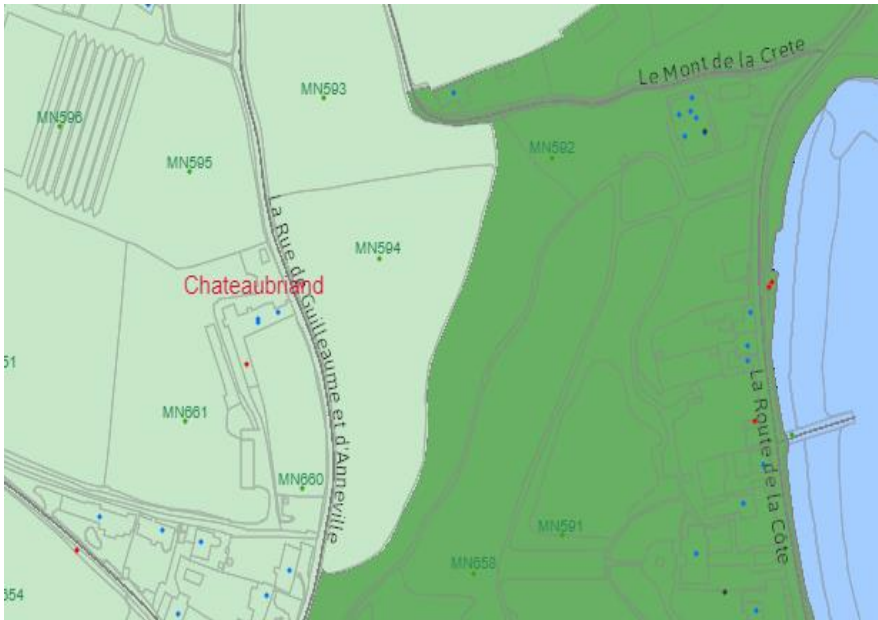 Le Mont de la Crete
MN593
MN596
MN592
MN595
La Rue de Guilleaume et d'Anneville
MN594
Chateaubriand
51
La Route de la Côte
MN661
MN660
MN591
MN658
354